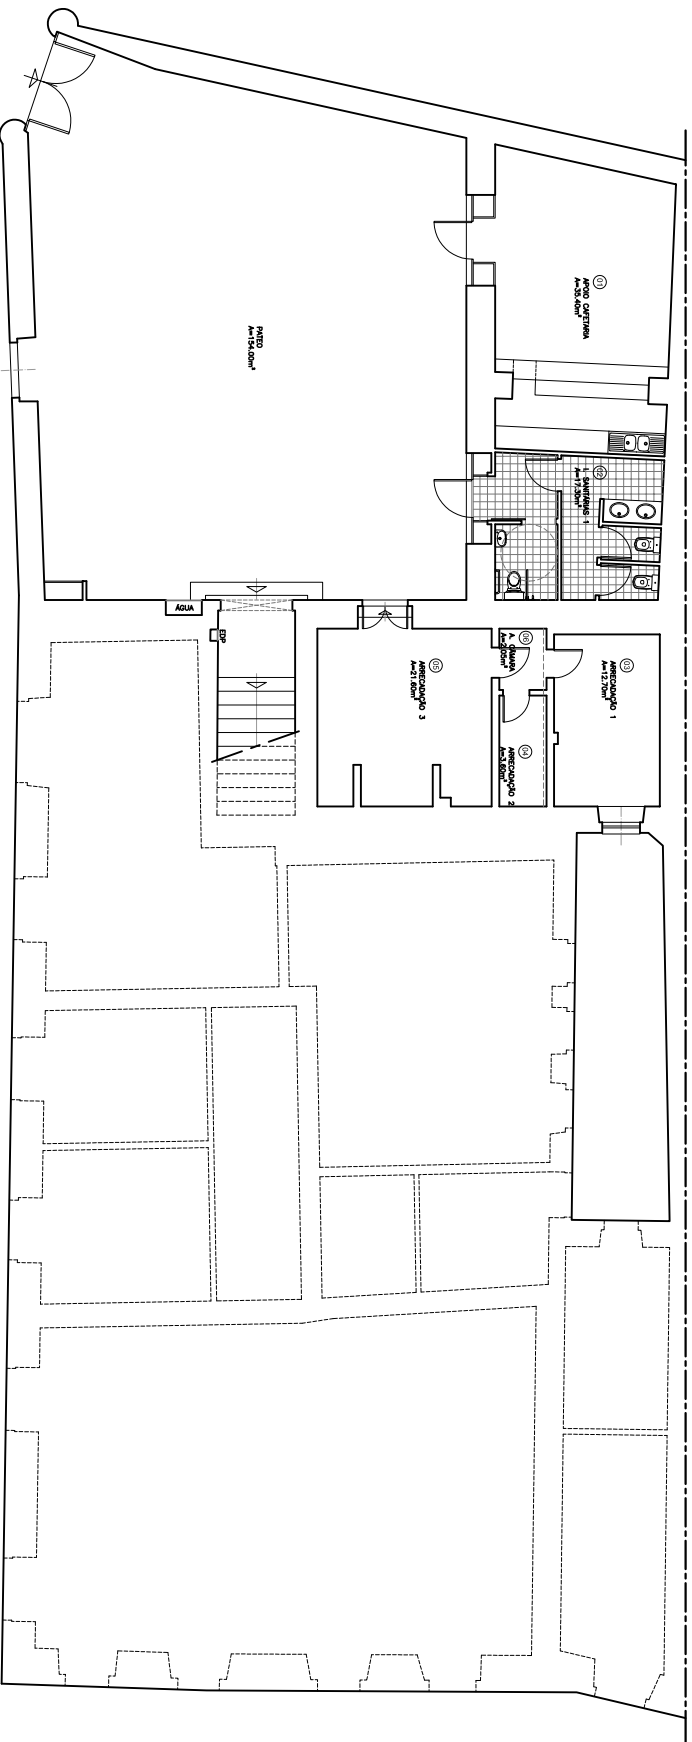 01
APOIO CAFETARIA
A=35.40m²
PATEO
A=154.00m²
02
I. SANITÁRIAS 1
A=17.30m²
ÁGUA
EDP
06
A. CÂMARA
A=2.05m²
03
ARRECADAÇÃO 1
A=12.70m²
05
ARRECADAÇÃO 3
A=21.60m²
04
ARRECADAÇÃO 2
A=3.60m²